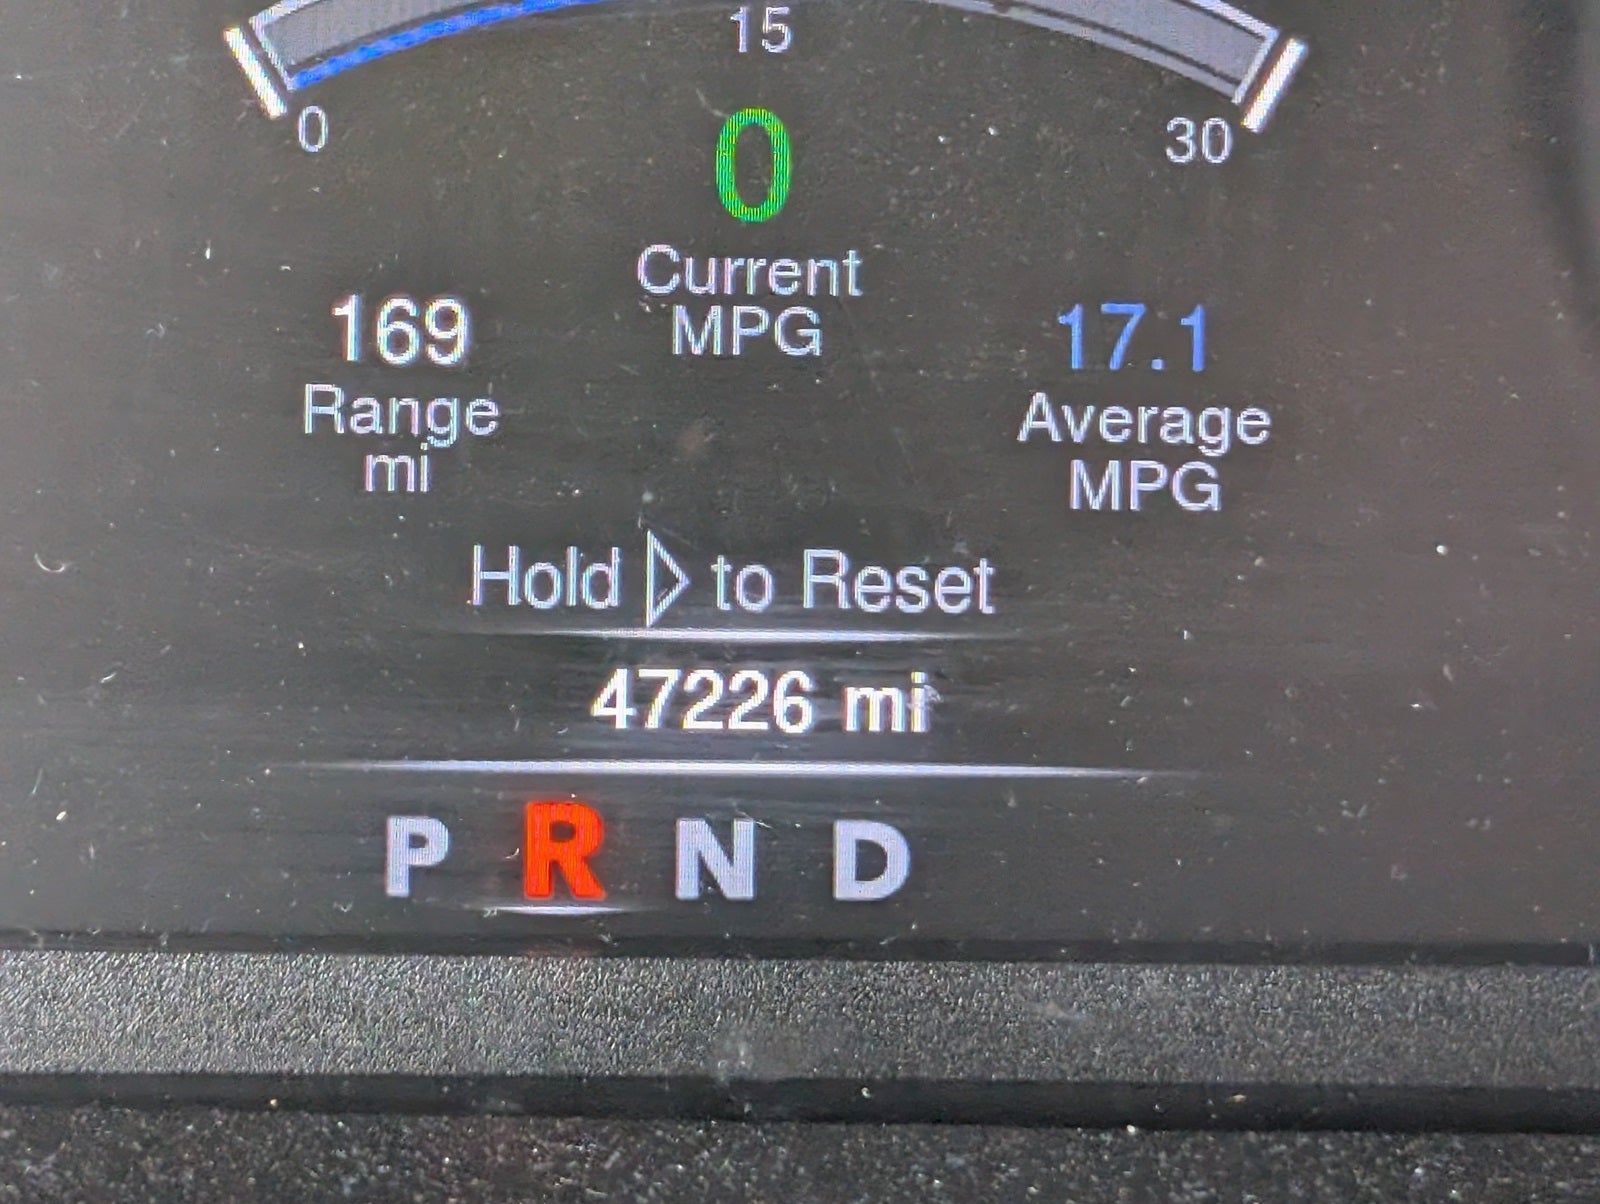 15
0
30
0
Current
MPG
169
Range
mi
17.1
Average
MPG
Hold ▷ to Reset
47226 mi
P R N D